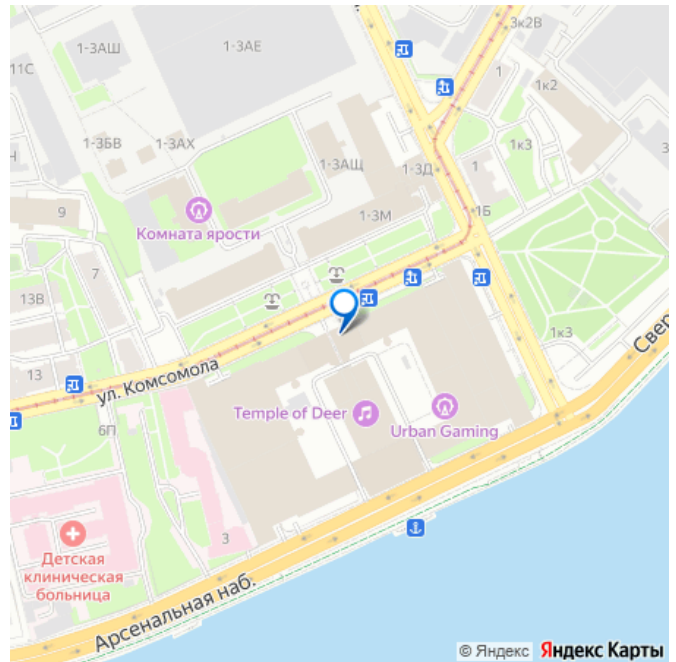 3к2В
1-3АШ
1-3АЕ
11С
1
1к2
1-3БВ
1-3АХ
1-3АЩ
1к3
1-3Д
1
3
9
Комната ярости
1-3М
1Б
7
13В
1к3
Свер
13
ул. Комсомола
Temple of Deer
Urban Gaming
6П
3
Детская
клиническая
больница
Арсенальная наб.
© Яндекс Яндекс Карты